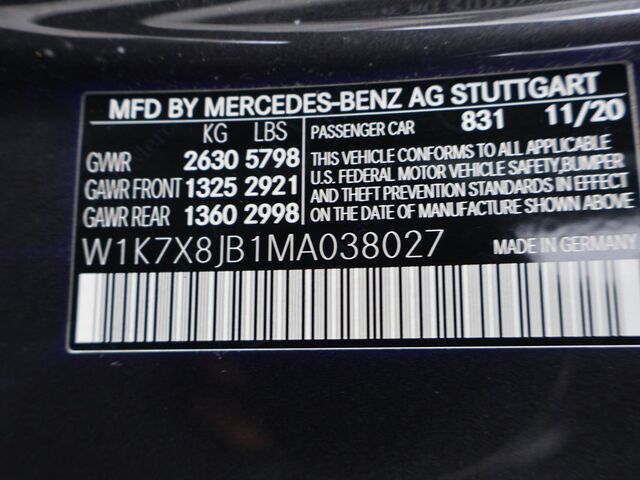 MFD BY MERCEDES-BENZ AG STUTTGART
KG LBS
GVWR 2630 5798
GAWR FRONT 1325 2921
GAWR REAR 1360 2998
PASSENGER CAR 831 11/20
THIS VEHICLE CONFORMS TO ALL APPLICABLE
U.S. FEDERAL MOTOR VEHICLE SAFETY,BUMPER
AND THEFT PREVENTION STANDARDS IN EFFECT
ON THE DATE OF MANUFACTURE SHOWN ABOVE.
W1K7X8JB1MA038027
MADE IN GERMANY